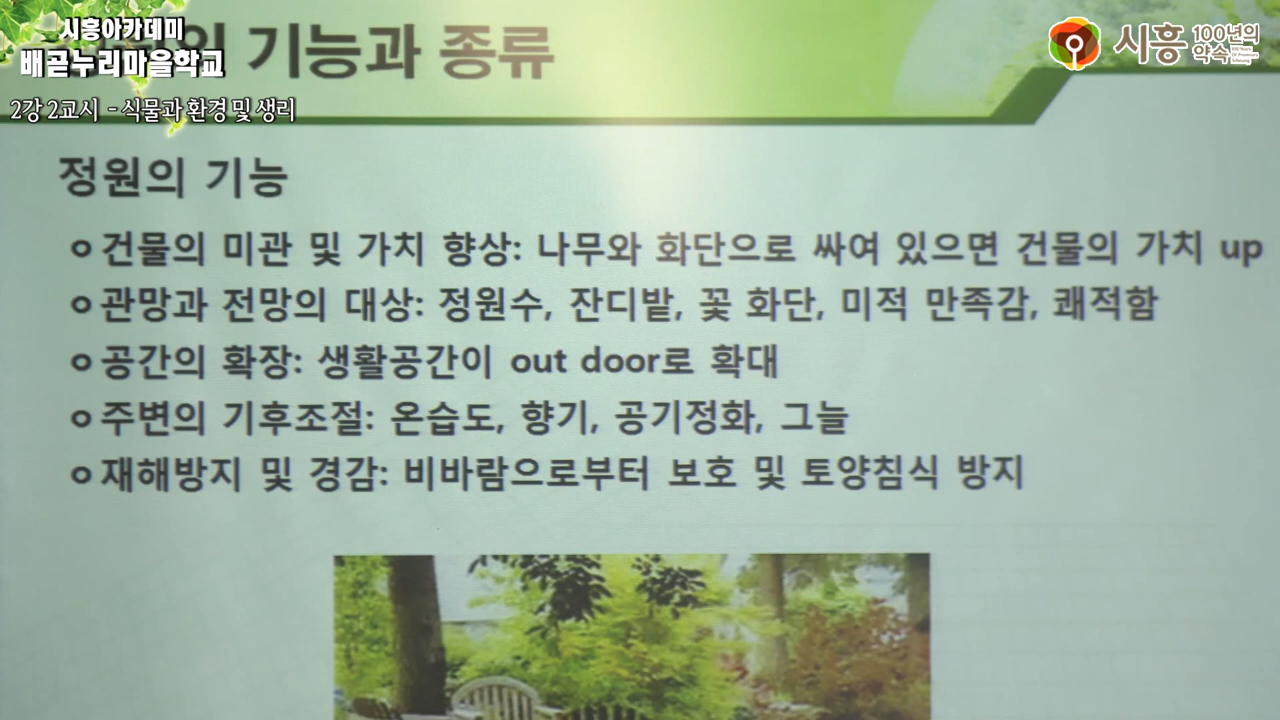 시흥아카데미
배곧누리마을학교
2강 2교시 - 식물과 환경 및 생리
시흥 100년의 약속
기능과 종류
정원의 기능
건물의 미관 및 가치 향상: 나무와 화단으로 싸여 있으면 건물의 가치 up
관망과 전망의 대상: 정원수, 잔디밭, 꽃 화단, 미적 만족감, 쾌적함
공간의 확장: 생활공간이 out door로 확대
주변의 기후조절: 온습도, 향기, 공기정화, 그늘
재해방지 및 경감: 비바람으로부터 보호 및 토양침식 방지